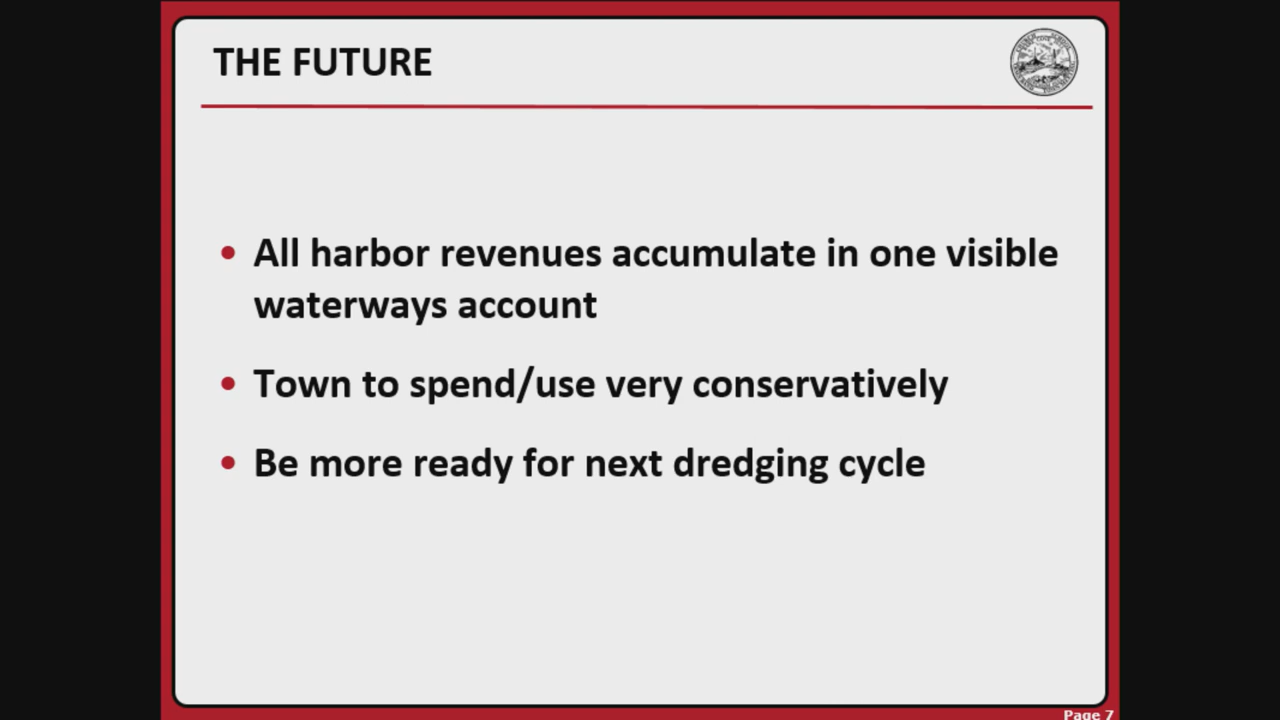 THE FUTURE
• All harbor revenues accumulate in one visible
waterways account
• Town to spend/use very conservatively
• Be more ready for next dredging cycle
Page 7